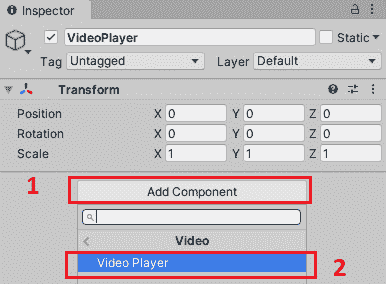 Inspector
VideoPlayer Static
Tag Untagged Layer Default
Transform
Position X 0 Y 0 Z 0
Rotation X 0 Y 0 Z 0
Scale X 1 Y 1 Z 1
1 Add Component
Video
Video Player 2